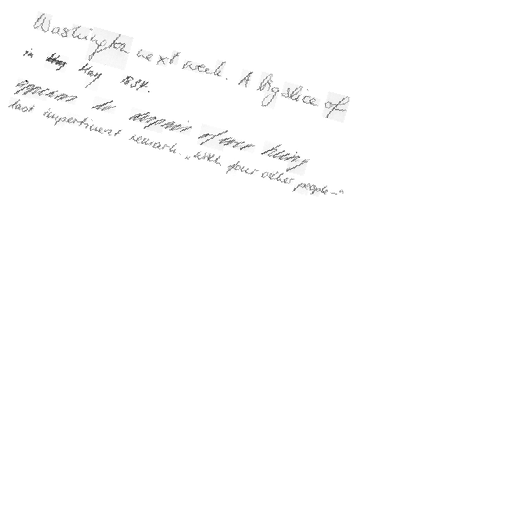 Washington next week. A big slice of
in May 1834.
appears to despair of ever being
last impertinent remark. "With four other people-"